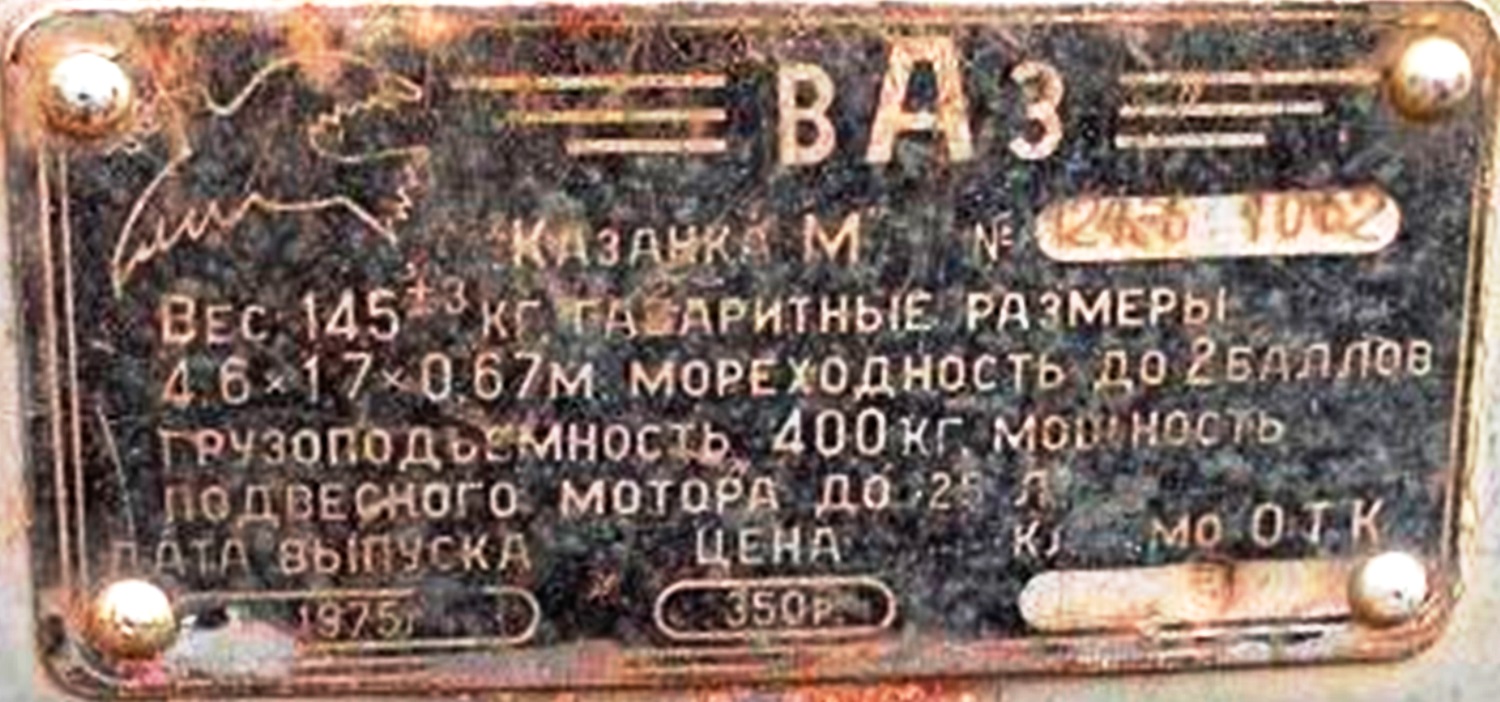 ВАЗ
"КАЗАНКА М" №
ВЕС 145±3 КГ ГАБАРИТНЫЕ РАЗМЕРЫ
4.6×1.7×0.67М МОРЕХОДНОСТЬ ДО 2 БАЛЛОВ
ГРУЗОПОДЪЕМНОСТЬ 400 КГ. МОЩНОСТЬ
ПОДВЕСНОГО МОТОРА ДО 25 Л
ДАТА ВЫПУСКА ЦЕНА ОТК
1975г 350р.